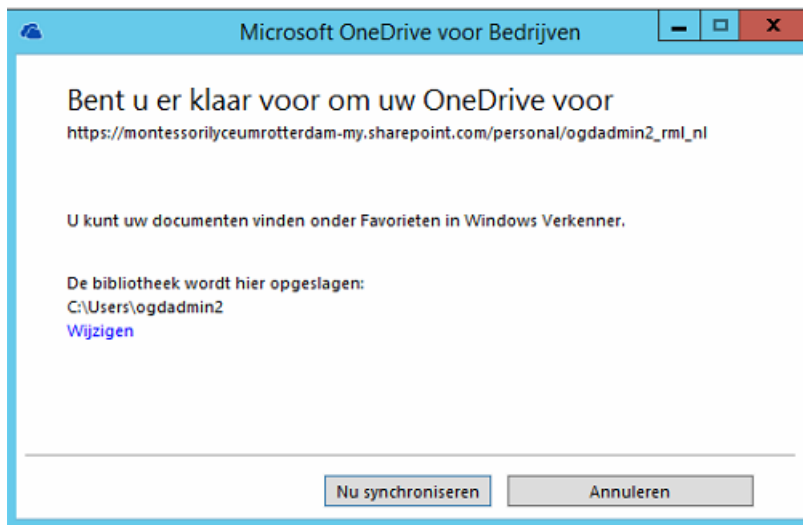 Microsoft OneDrive voor Bedrijven
Bent u er klaar voor om uw OneDrive voor
https://montessorilyceumrotterdam-my.sharepoint.com/personal/ogdadmin2_rml_nl
U kunt uw documenten vinden onder Favorieten in Windows Verkenner.
De bibliotheek wordt hier opgeslagen:
C:\Users\ogdadmin2
Wijzigen
Nu synchroniseren Annuleren